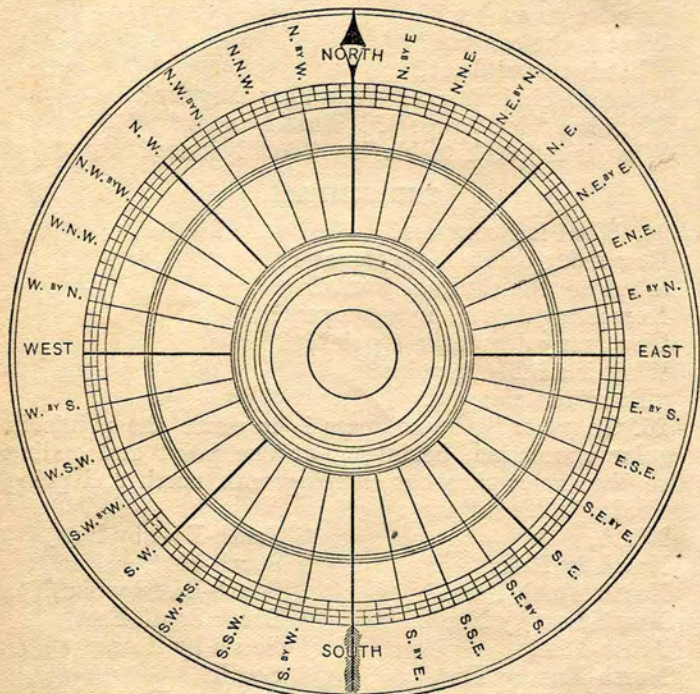 NORTH
N. BY E.
N.N.E.
N.E. BY N.
N. E.
N.E. BY E.
E.N.E.
E. BY N.
EAST
E. BY S.
E.S.E.
S.E. BY E.
S. E.
S.E. BY S.
S.S.E.
S. BY E.
SOUTH
S. BY W.
S.S.W.
S.W. BY S.
S. W.
S.W. BY W.
W.S.W.
W. BY S.
WEST
W. BY N.
W.N.W.
N.W. BY W.
N. W.
N.W. BY N.
N.N.W.
N. BY W.